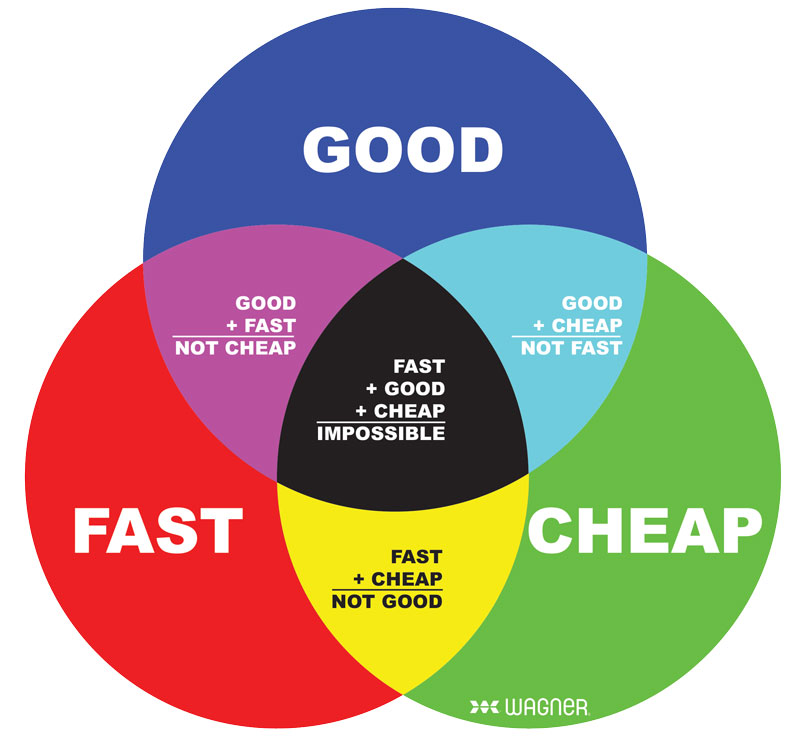 GOOD
GOOD
+ FAST
NOT CHEAP
GOOD
+ CHEAP
NOT FAST
FAST
+ GOOD
+ CHEAP
IMPOSSIBLE
FAST
CHEAP
FAST
+ CHEAP
NOT GOOD
WAGNER